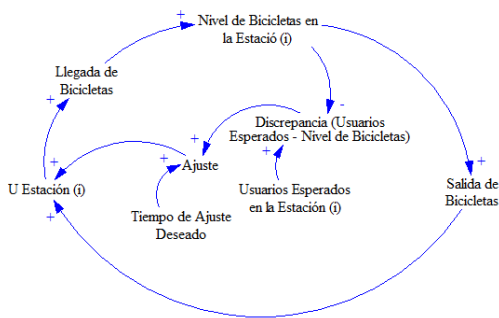 Nivel de Bicicletas en
la Estació (i)
+
+
Llegada de
Bicicletas
+
-
Discrepancia (Usuarios
Esperados - Nivel de Bicicletas)
+
+
+
Ajuste
+
+
U Estación (i)
+
Usuarios Esperados
en la Estación (i)
Salida de
Bicicletas
Tiempo de Ajuste
Deseado